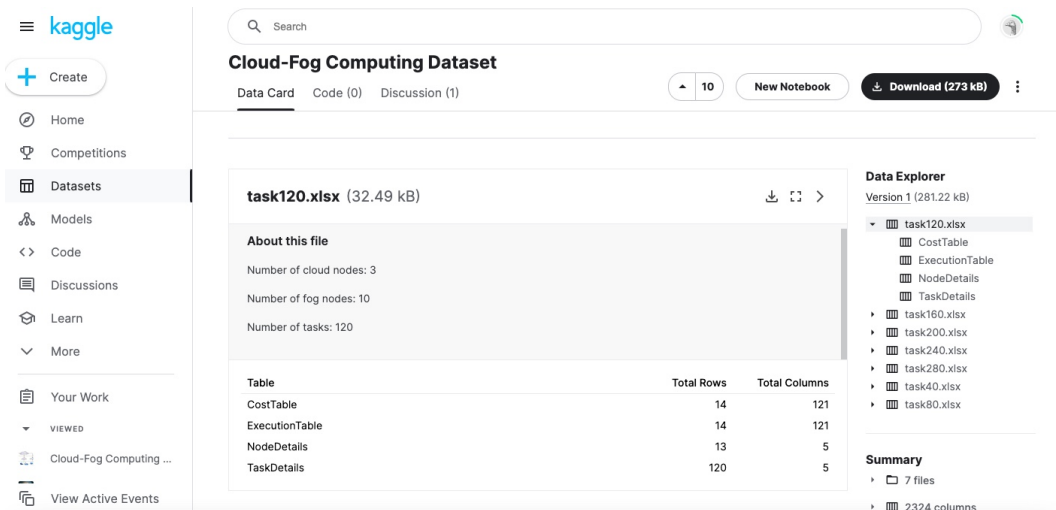 kaggle
Search
Create
Home
Competitions
Datasets
Models
Code
Discussions
Learn
More
Your Work
VIEWED
Cloud-Fog Computing ...
View Active Events
Cloud-Fog Computing Dataset
Data Card Code (0) Discussion (1)
10
New Notebook
Download (273 kB)
task120.xlsx (32.49 kB)
About this file
Number of cloud nodes: 3
Number of fog nodes: 10
Number of tasks: 120
Table Total Rows Total Columns
CostTable 14 121
ExecutionTable 14 121
NodeDetails 13 5
TaskDetails 120 5
Data Explorer
Version 1 (281.22 kB)
task120.xlsx
CostTable
ExecutionTable
NodeDetails
TaskDetails
task160.xlsx
task200.xlsx
task240.xlsx
task280.xlsx
task40.xlsx
task80.xlsx
Summary
7 files
2324 columns